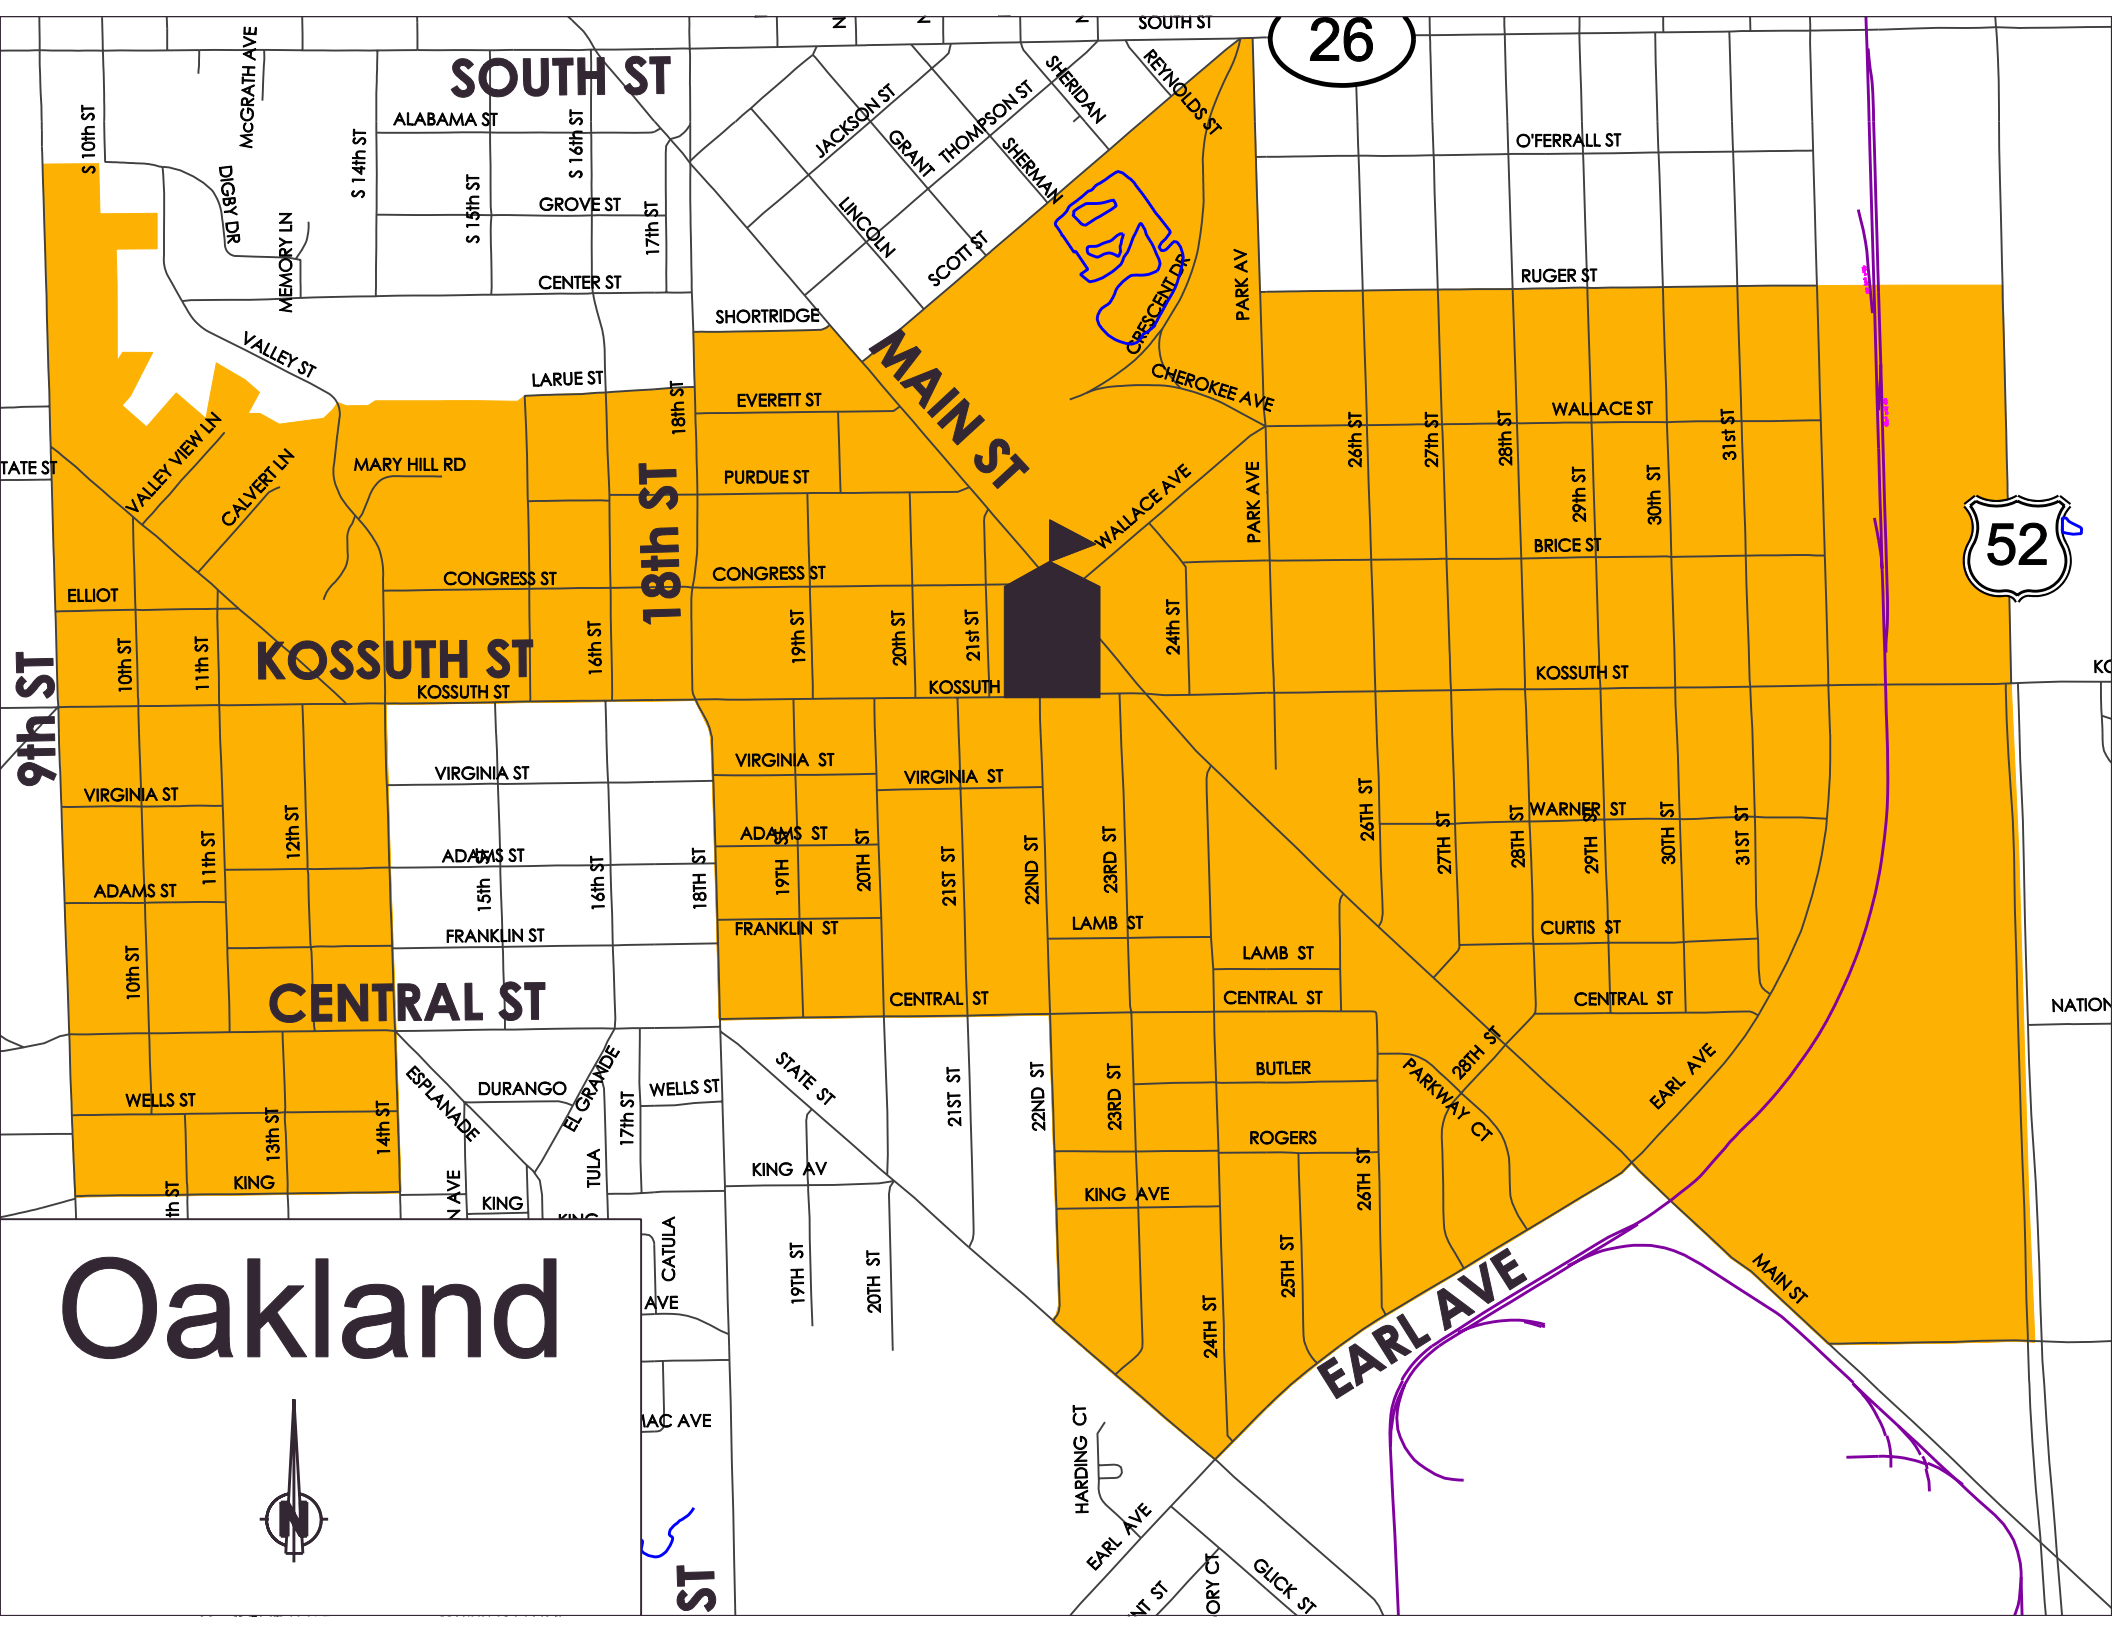 SOUTH ST
26
McGRATH AVE
SOUTH ST
SHERIDAN
REYNOLDS ST
S 10th ST
ALABAMA ST
S 16th ST
JACKSON ST
THOMPSON ST
GRANT
SHERMAN
O'FERRALL ST
S 14th ST
DIGBY DR
S 15th ST
GROVE ST
17th ST
LINCOLN
SCOTT ST
MEMORY LN
CENTER ST
CRESCENT DR
PARK AV
RUGER ST
SHORTRIDGE
VALLEY ST
MAIN ST
LARUE ST
18th ST
EVERETT ST
CHEROKEE AVE
WALLACE ST
26th ST
27th ST
28th ST
31st ST
TATE ST
VALLEY VIEW LN
CALVERT LN
MARY HILL RD
PURDUE ST
WALLACE AVE
PARK AVE
29th ST
30th ST
18th ST
BRICE ST
52
CONGRESS ST
CONGRESS ST
ELLIOT
10th ST
11th ST
KOSSUTH ST
16th ST
19th ST
20th ST
21st ST
24th ST
KOSSUTH ST
KOSSUTH
KOSSUTH ST
9th ST
VIRGINIA ST
VIRGINIA ST
VIRGINIA ST
VIRGINIA ST
11th ST
12th ST
ADAMS ST
ADAMS ST
ADAMS ST
15th ST
16th ST
18TH ST
19TH ST
20TH ST
21ST ST
22ND ST
23RD ST
26TH ST
WARNER ST
27TH ST
28TH ST
29TH ST
30TH ST
31ST ST
10th ST
FRANKLIN ST
FRANKLIN ST
LAMB ST
LAMB ST
CURTIS ST
CENTRAL ST
CENTRAL ST
CENTRAL ST
CENTRAL ST
NATION
WELLS ST
13th ST
14th ST
ESPLANADE
DURANGO
EL GRANDE
17th ST
WELLS ST
STATE ST
21ST ST
22ND ST
23RD ST
BUTLER
PARKWAY CT
28TH ST
EARL AVE
ROGERS
KING
KING
TULA
KING AV
KING AVE
26TH ST
th ST
N AVE
Oakland
CATULA
AVE
19TH ST
20TH ST
24TH ST
25TH ST
EARL AVE
MAIN ST
MAC AVE
HARDING CT
N
EARL AVE
GLICK ST
NT ST
ORY CT
ST